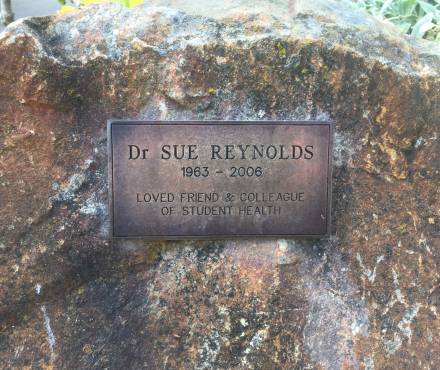 Dr SUE REYNOLDS
1963 - 2006
LOVED FRIEND & COLLEAGUE
OF STUDENT HEALTH